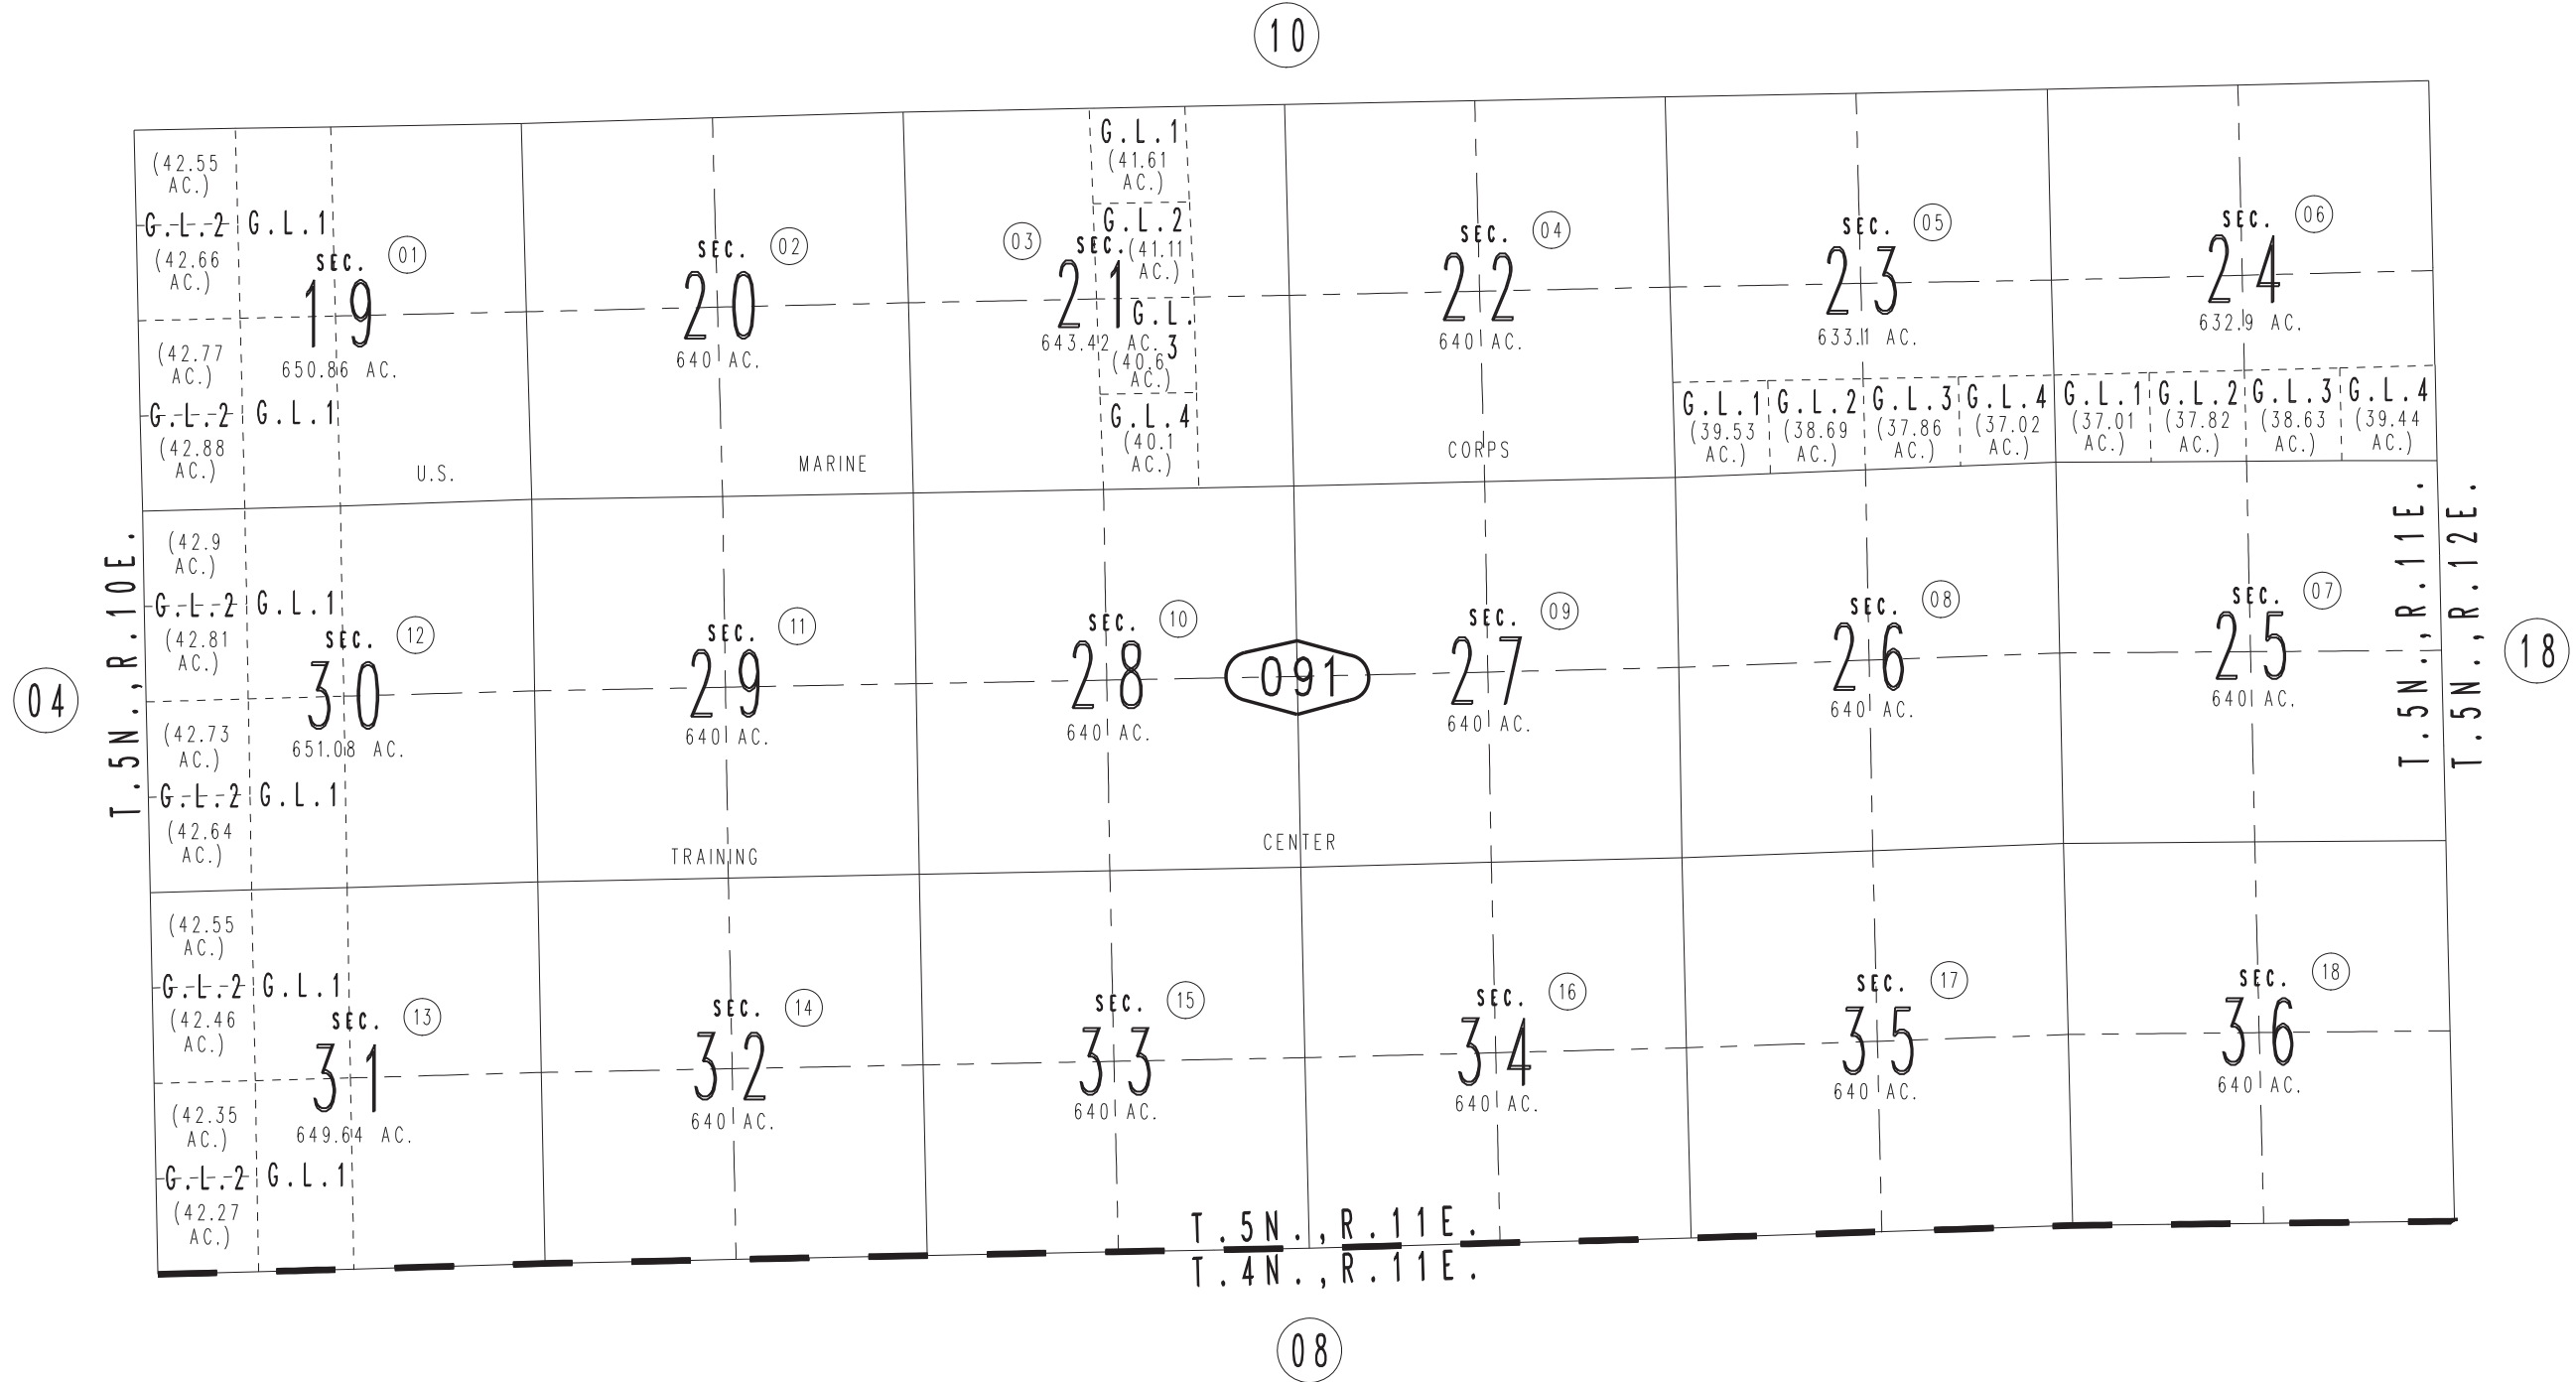 10
(42.55
AC.)
G.L.2 G.L.1
(42.66
AC.)
SEC.
19
01
650.86 AC.
(42.77
AC.)
G.L.2 G.L.1
(42.88
AC.)
U.S.
SEC.
20
02
640 AC.
MARINE
G.L.1
(41.61
AC.)
G.L.2
(41.11
AC.)
03
SEC.
21
643.42 AC.
G.L.
3
(40.6
AC.)
G.L.4
(40.1
AC.)
SEC.
22
04
640 AC.
CORPS
SEC.
23
05
633.11 AC.
G.L.1 G.L.2 G.L.3 G.L.4
(39.53 (38.69 (37.86 (37.02
AC.) AC.) AC.) AC.)
SEC.
24
06
632.9 AC.
G.L.1 G.L.2 G.L.3 G.L.4
(37.01 (37.82 (38.63 (39.44
AC.) AC.) AC.) AC.)
04
T.5N.,R.10E.
(42.9
AC.)
G.L.2 G.L.1
(42.81
AC.)
SEC.
30
12
651.08 AC.
(42.73
AC.)
G.L.2 G.L.1
(42.64
AC.)
SEC.
29
11
640 AC.
TRAINING
SEC.
28
10
640 AC.
091
CENTER
SEC.
27
09
640 AC.
SEC.
26
08
640 AC.
SEC.
25
07
640 AC.
T.5N.,R.11E.
T.5N.,R.12E.
18
(42.55
AC.)
G.L.2 G.L.1
(42.46
AC.)
SEC.
31
13
649.64 AC.
(42.35
AC.)
G.L.2 G.L.1
(42.27
AC.)
SEC.
32
14
640 AC.
SEC.
33
15
640 AC.
SEC.
34
16
640 AC.
SEC.
35
17
640 AC.
SEC.
36
18
640 AC.
T.5N.,R.11E.
T.4N.,R.11E.
08